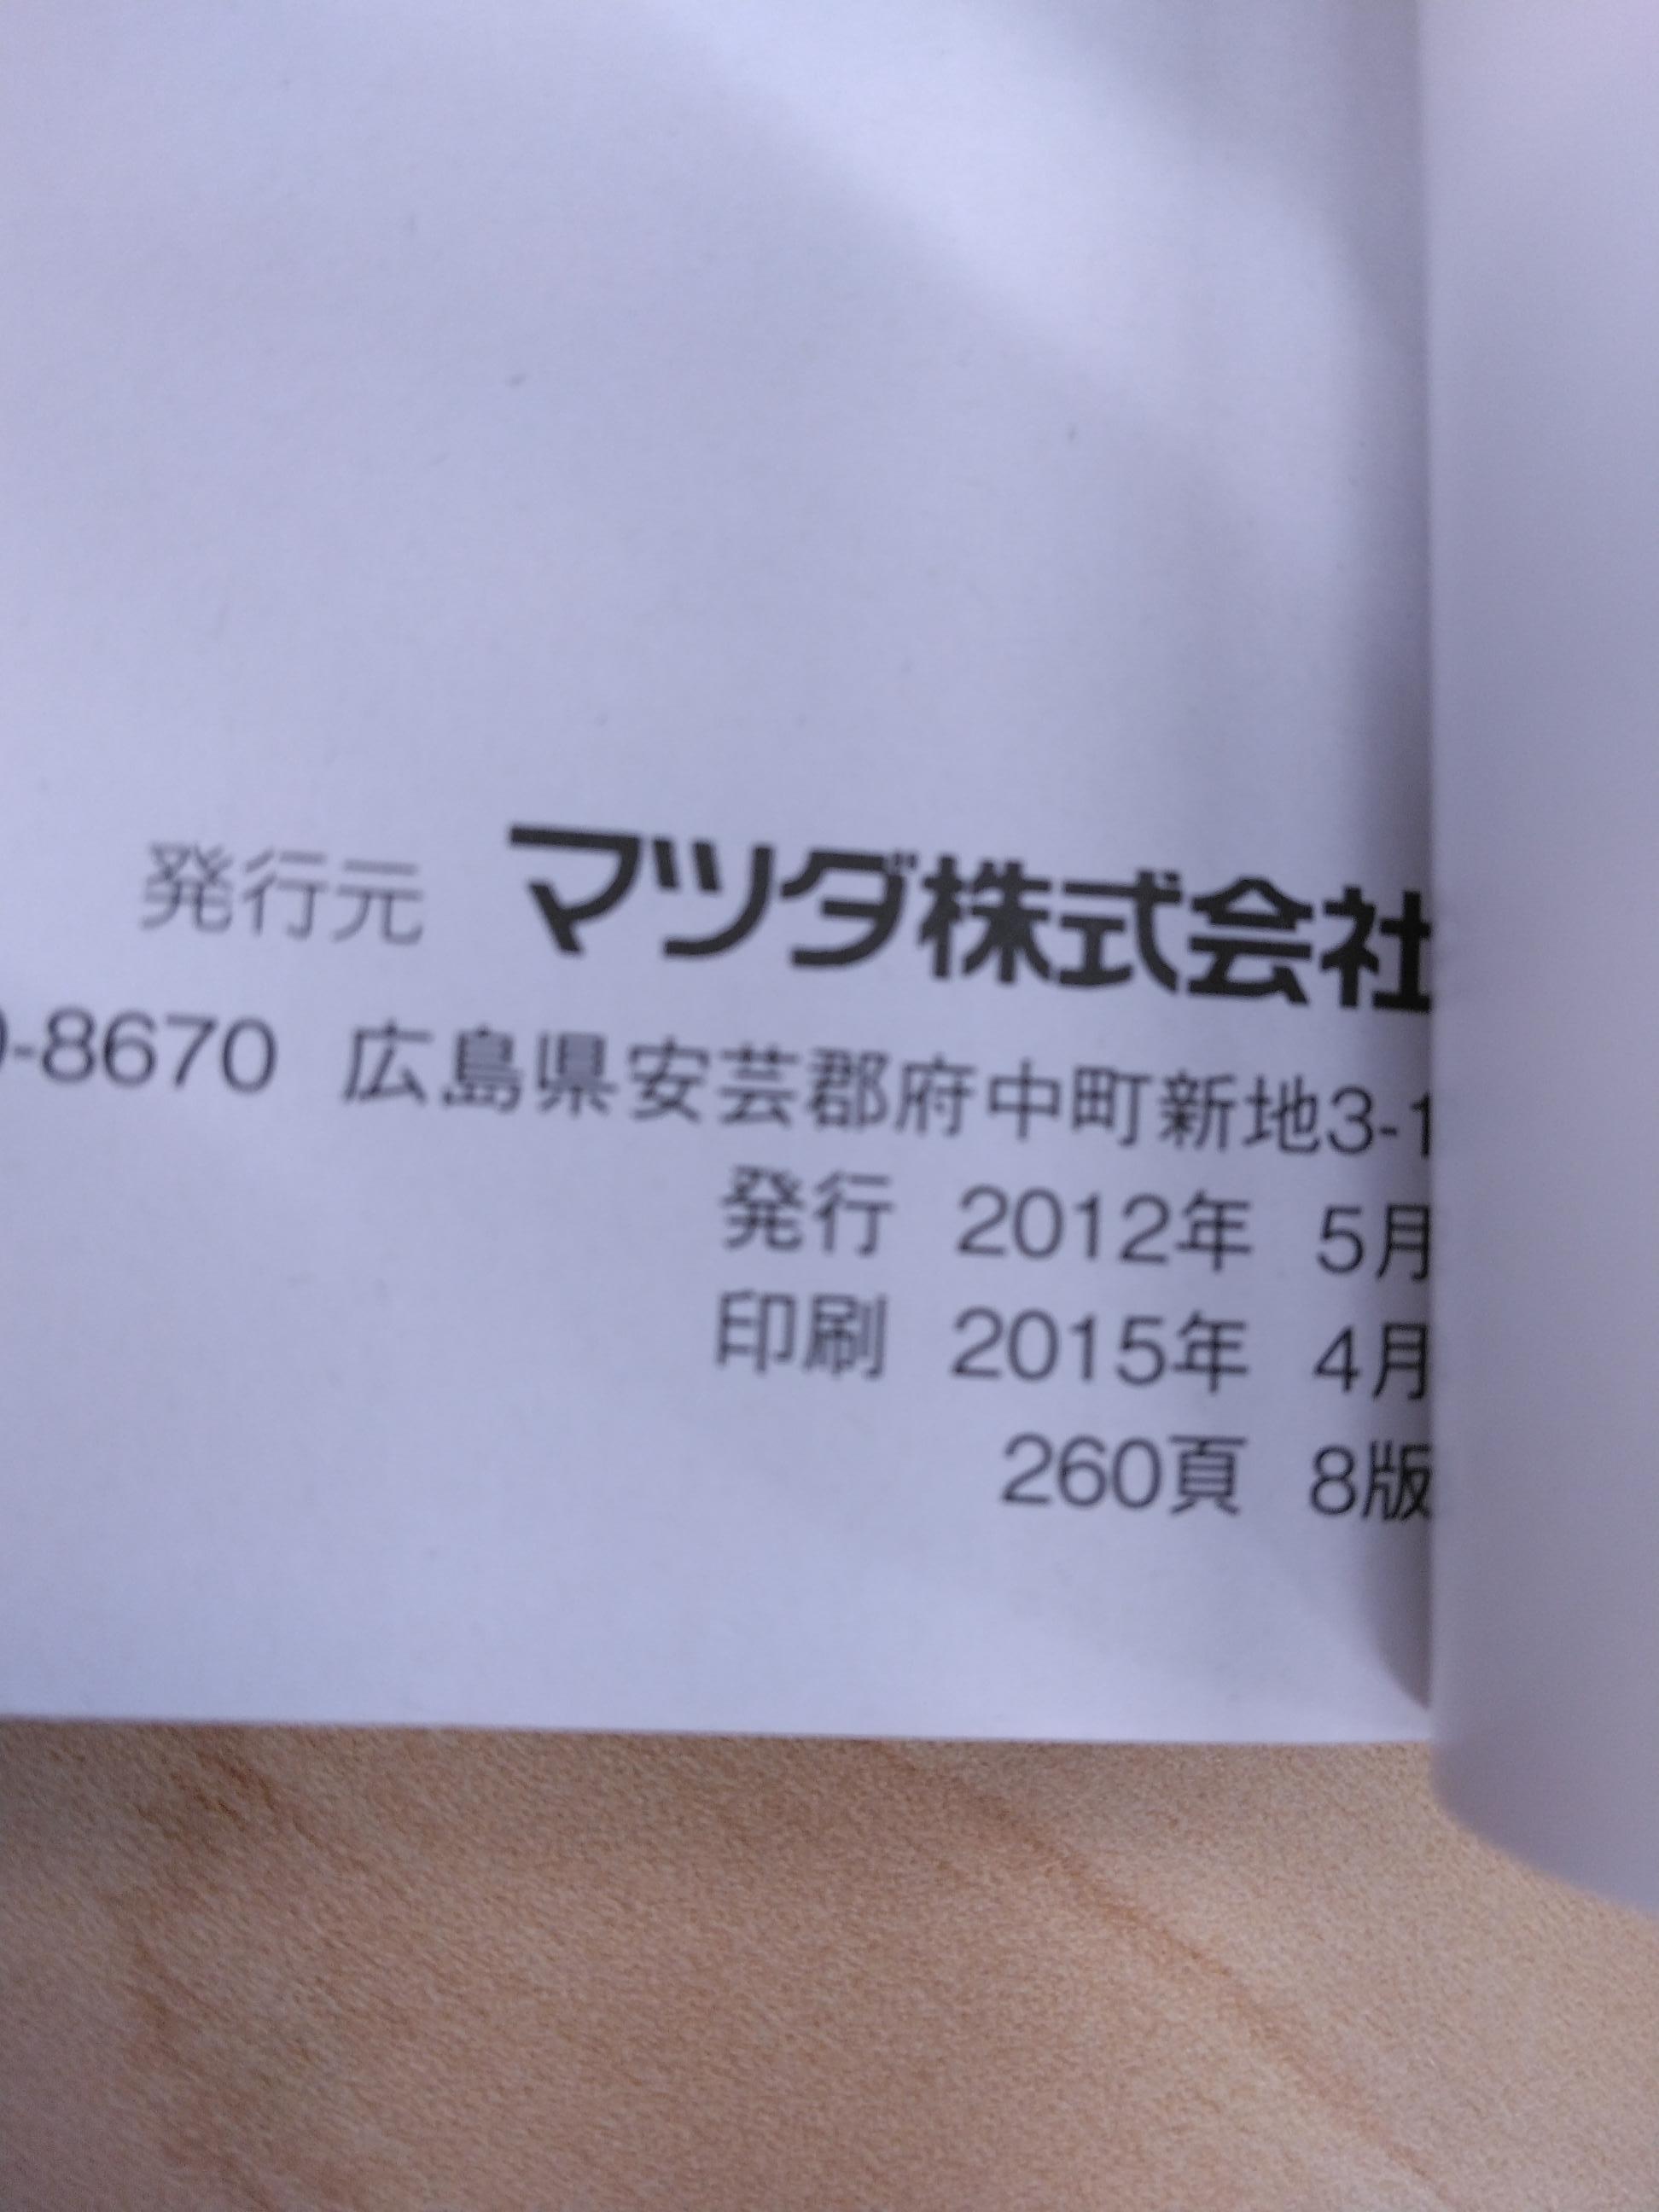 発行元 マツダ株式会社
-8670 広島県安芸郡府中町新地3-1
発行 2012年 5月
印刷 2015年 4月
260頁 8版